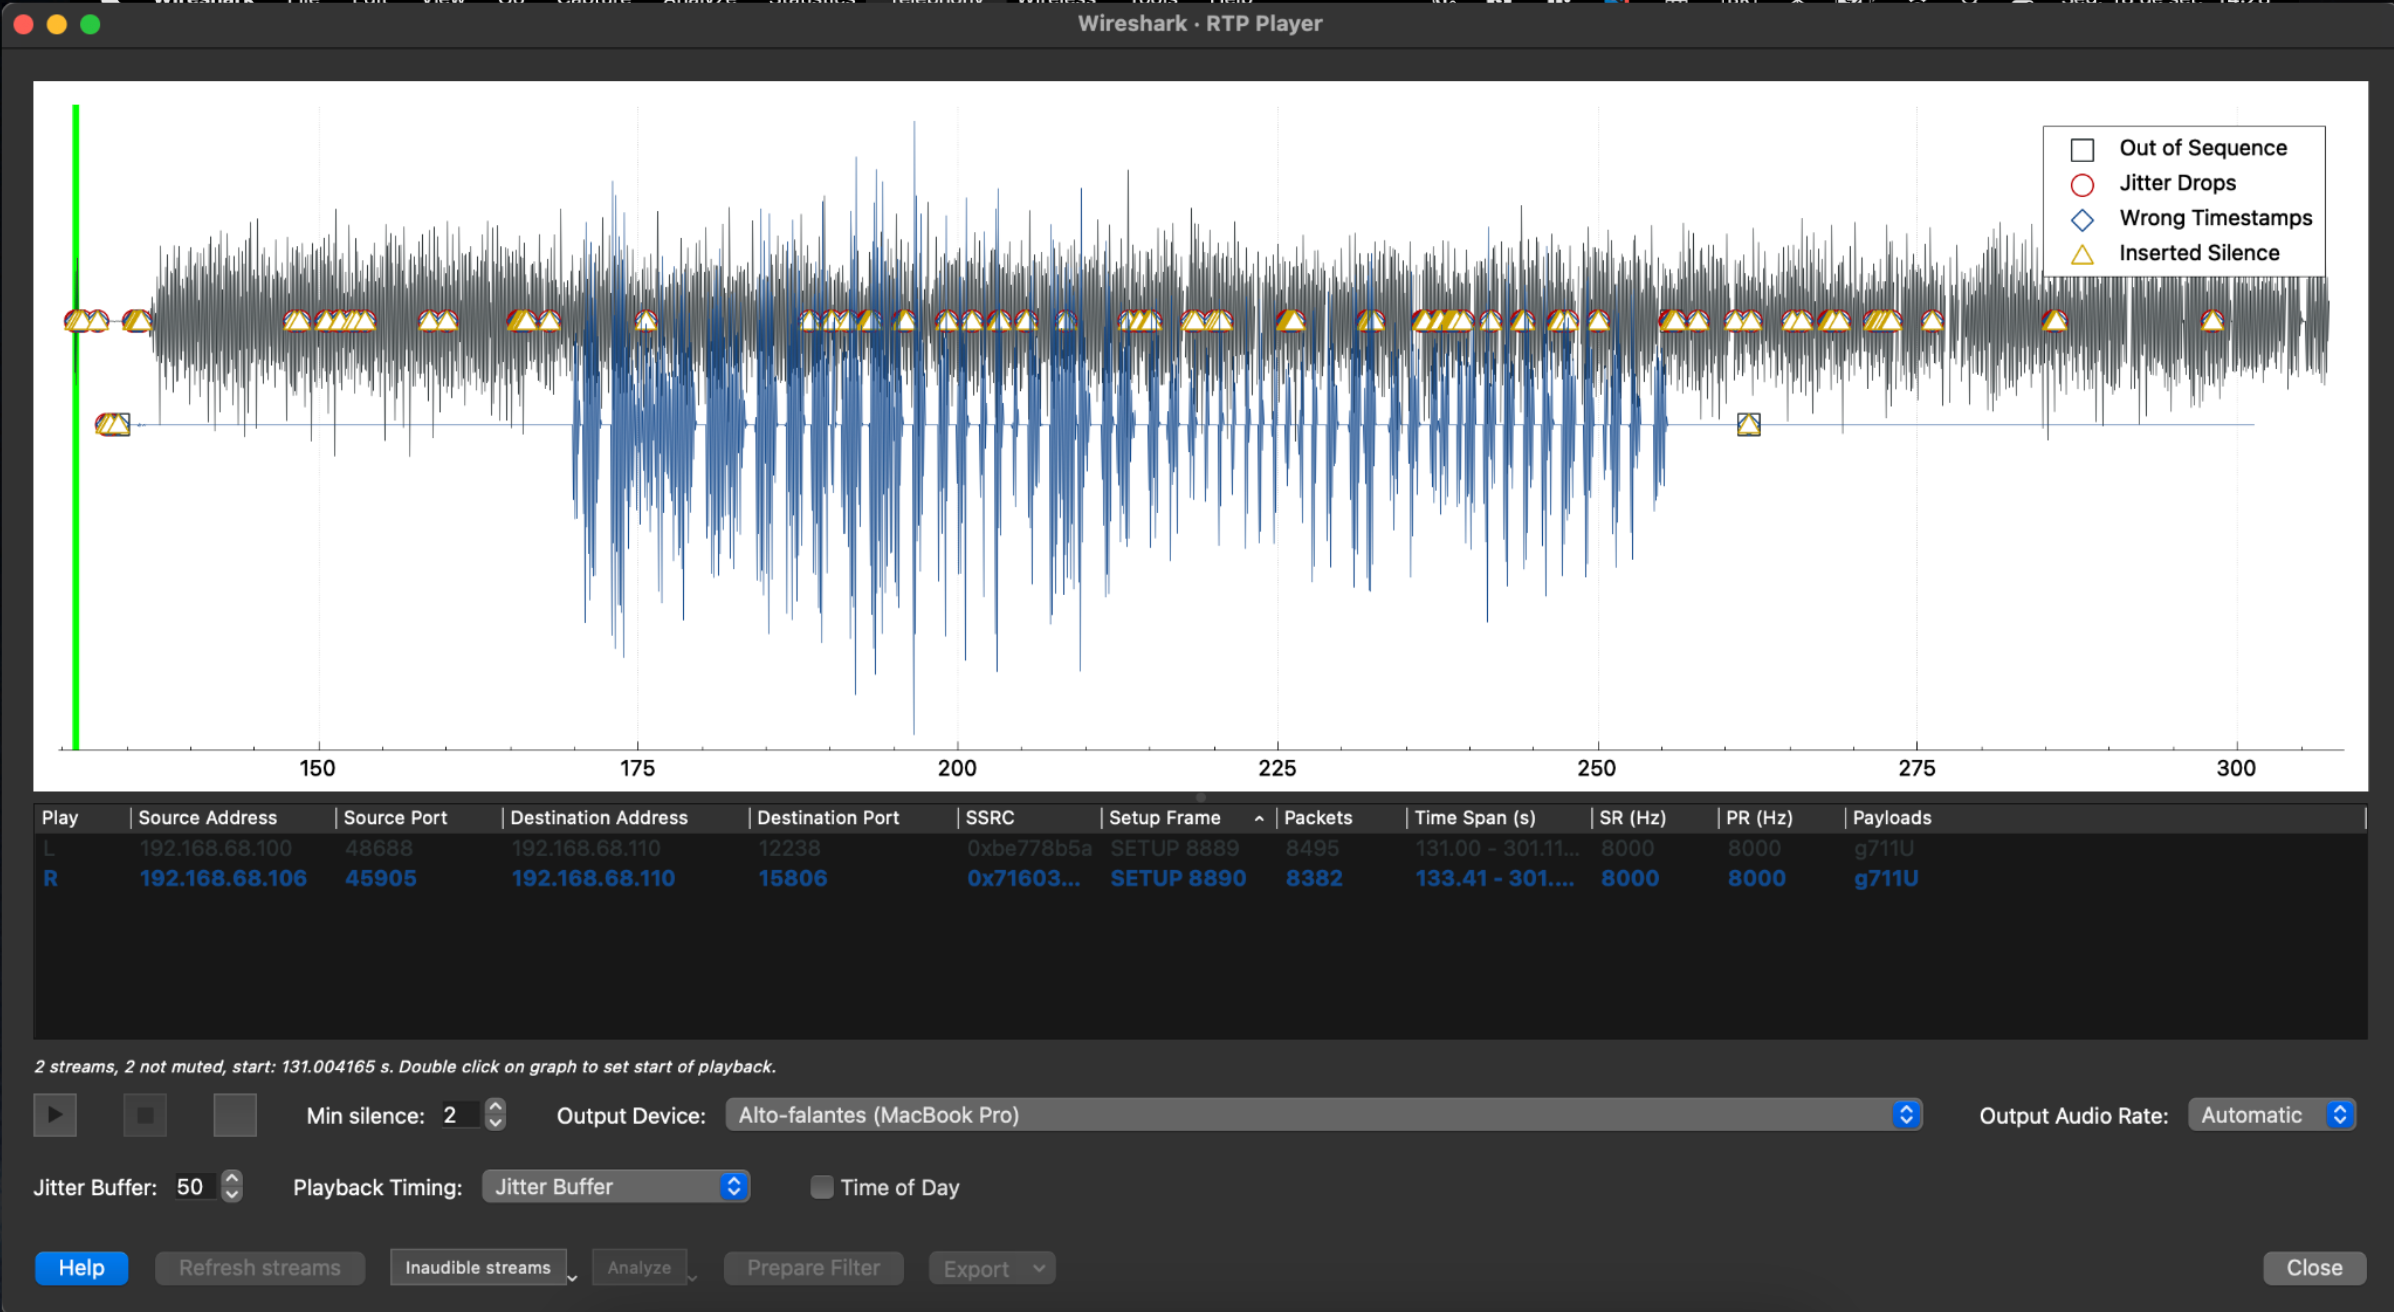 Wireshark · RTP Player
Out of Sequence
Jitter Drops
Wrong Timestamps
Inserted Silence
150 175 200 225 250 275 300
Play Source Address Source Port Destination Address Destination Port SSRC Setup Frame Packets Time Span (s) SR (Hz) PR (Hz) Payloads
L 192.168.68.100 48688 192.168.68.110 12238 0xbe778b5a SETUP 8889 8495 131.00 - 301.11... 8000 8000 g711U
R 192.168.68.106 45905 192.168.68.110 15806 0x71603... SETUP 8890 8382 133.41 - 301.... 8000 8000 g711U
2 streams, 2 not muted, start: 131.004165 s. Double click on graph to set start of playback.
Min silence: 2 Output Device: Alto-falantes (MacBook Pro) Output Audio Rate: Automatic
Jitter Buffer: 50 Playback Timing: Jitter Buffer Time of Day
Help Refresh streams Inaudible streams Analyze Prepare Filter Export Close